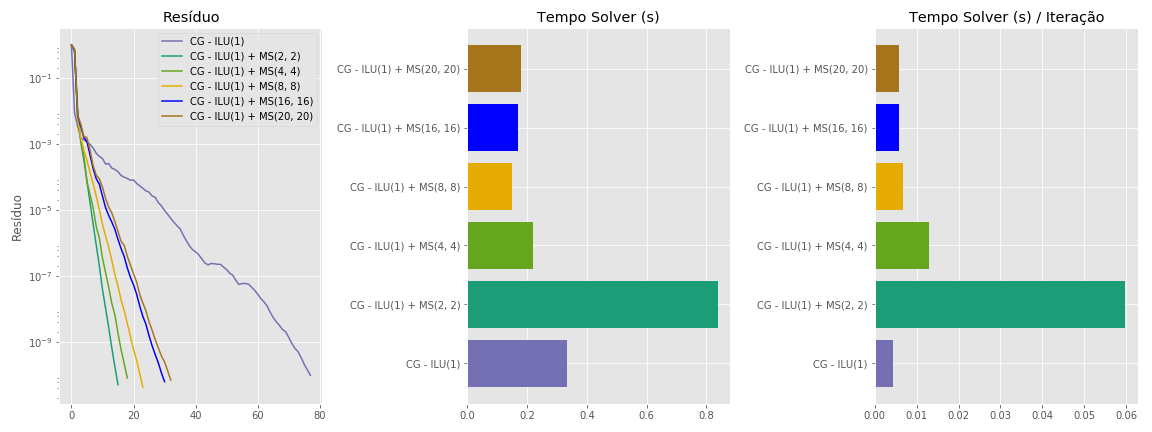 Resíduo
Resíduo
10⁻¹
10⁻³
10⁻⁵
10⁻⁷
10⁻⁹
0
20
40
60
80
CG - ILU(1)
CG - ILU(1) + MS(2, 2)
CG - ILU(1) + MS(4, 4)
CG - ILU(1) + MS(8, 8)
CG - ILU(1) + MS(16, 16)
CG - ILU(1) + MS(20, 20)
Tempo Solver (s)
CG - ILU(1) + MS(20, 20)
CG - ILU(1) + MS(16, 16)
CG - ILU(1) + MS(8, 8)
CG - ILU(1) + MS(4, 4)
CG - ILU(1) + MS(2, 2)
CG - ILU(1)
0.0
0.2
0.4
0.6
0.8
Tempo Solver (s) / Iteração
CG - ILU(1) + MS(20, 20)
CG - ILU(1) + MS(16, 16)
CG - ILU(1) + MS(8, 8)
CG - ILU(1) + MS(4, 4)
CG - ILU(1) + MS(2, 2)
CG - ILU(1)
0.00
0.01
0.02
0.03
0.04
0.05
0.06